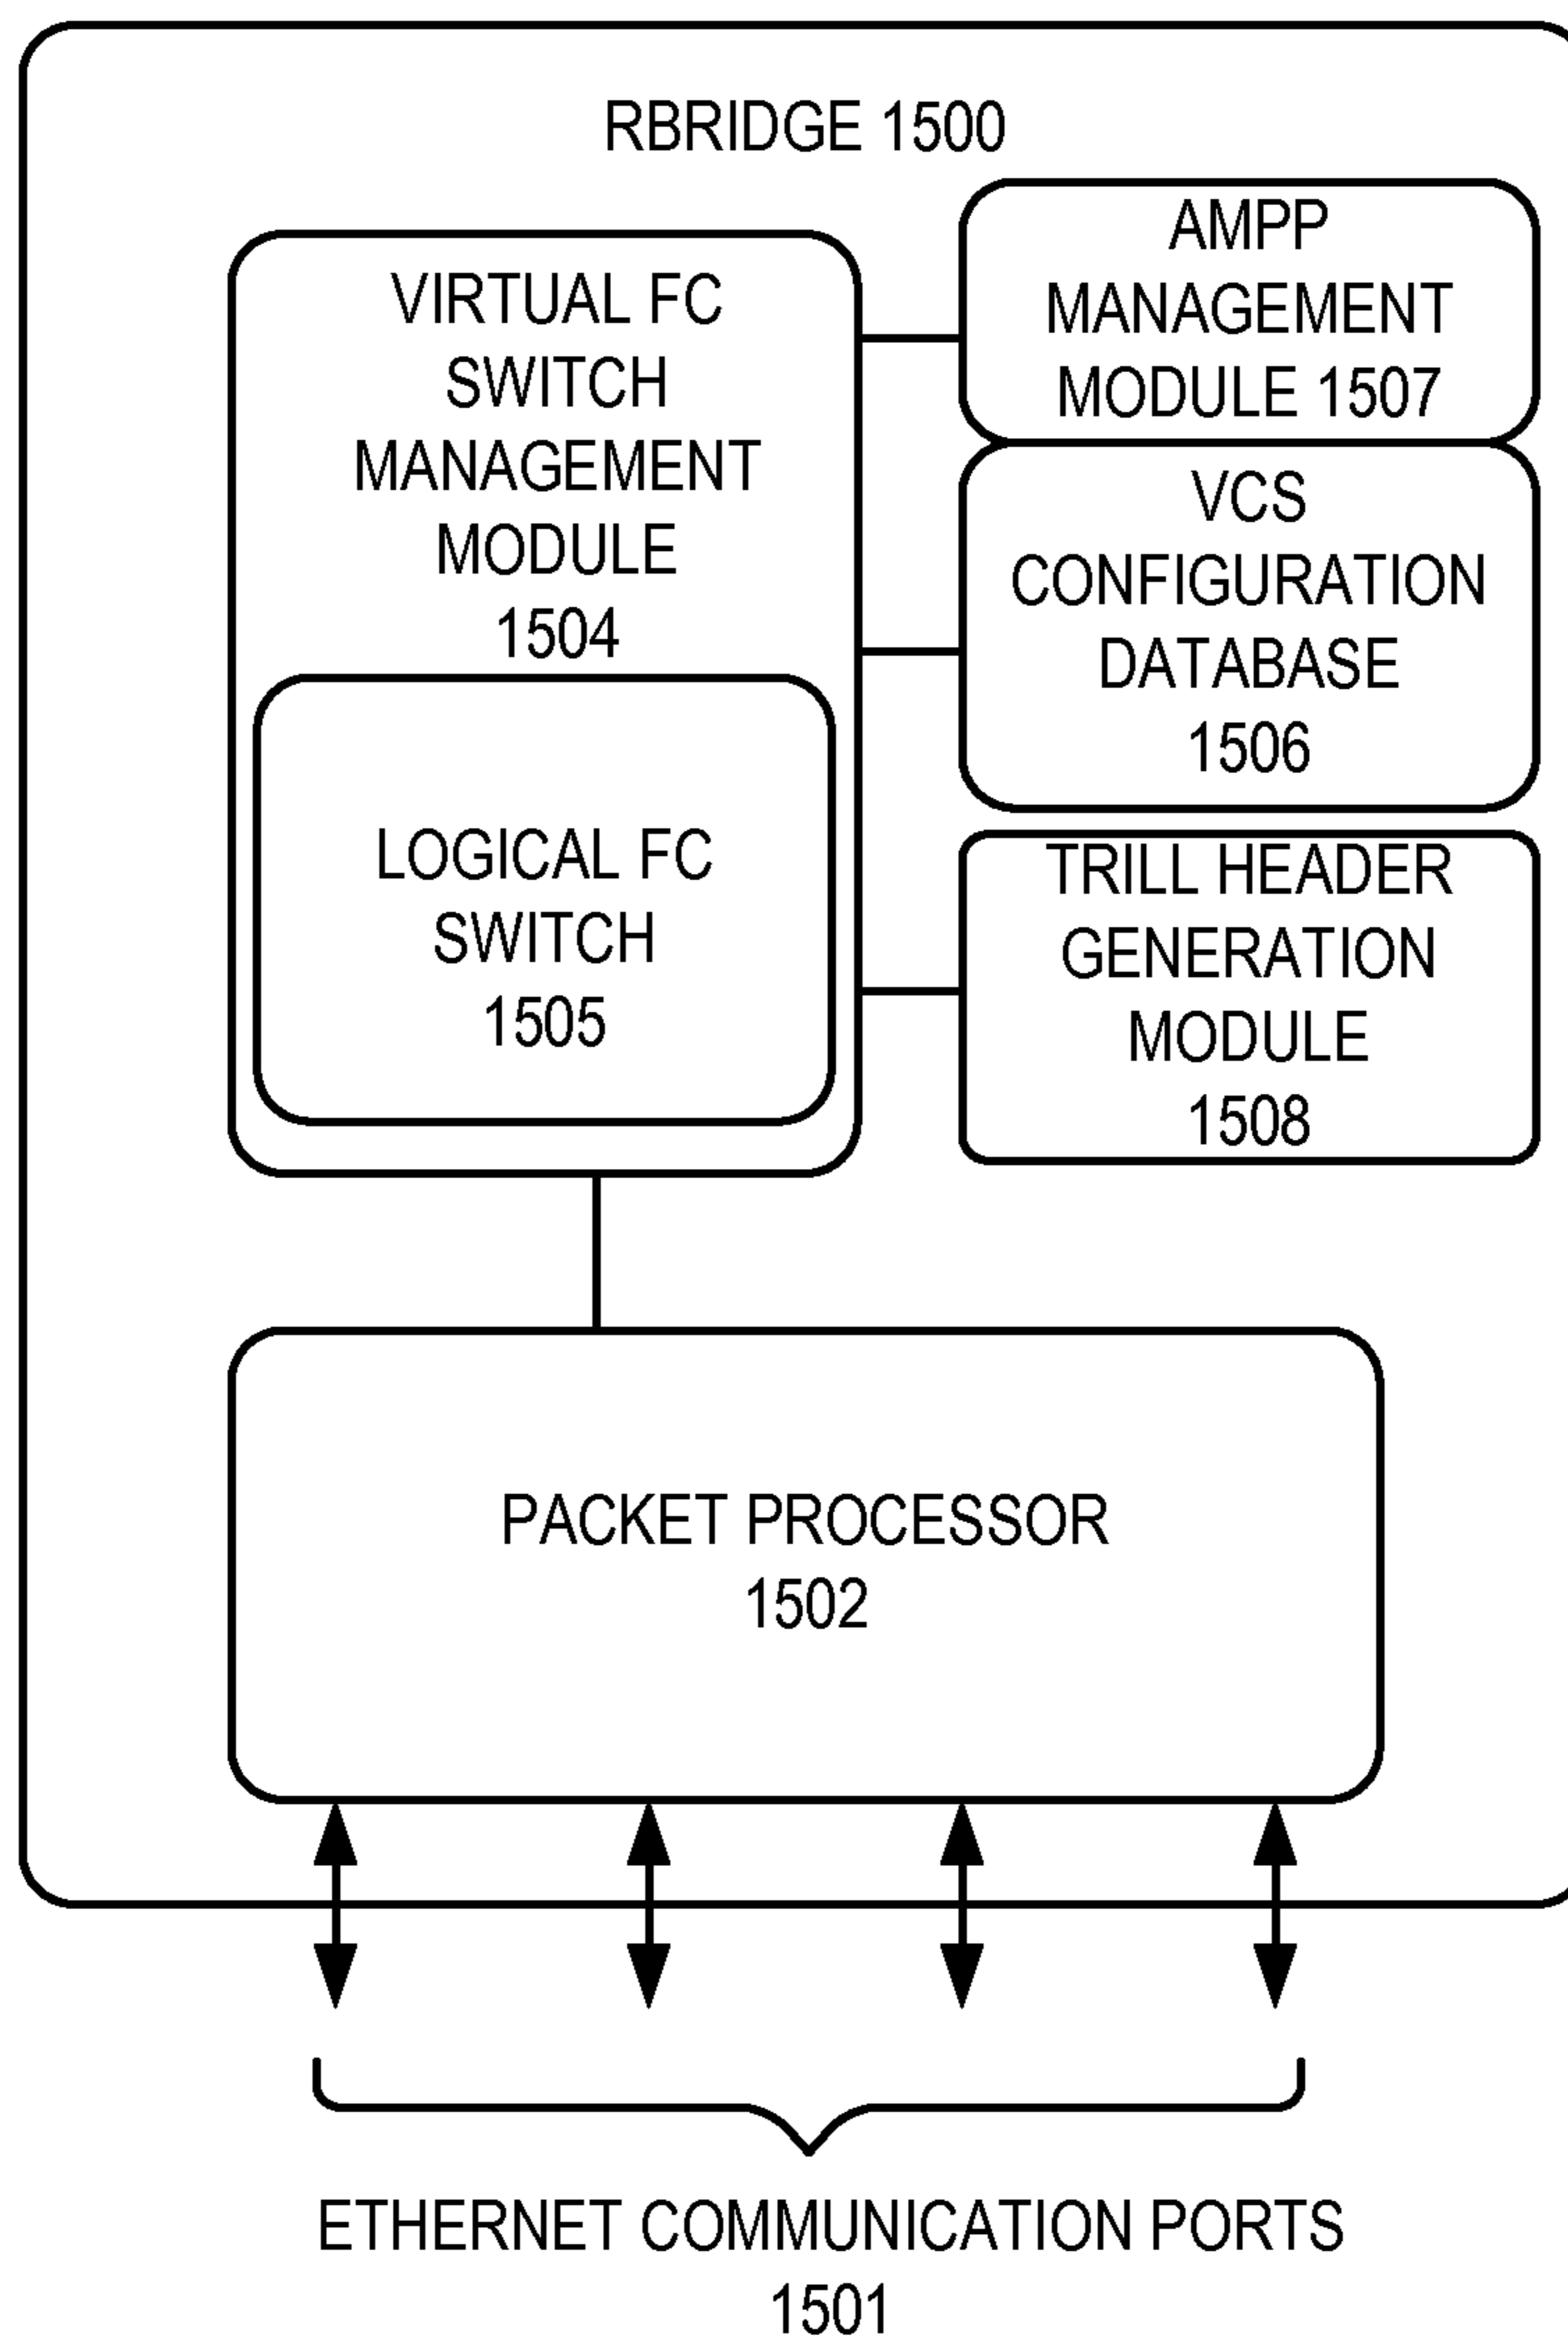 RBRIDGE 1500
VIRTUAL FC
SWITCH
MANAGEMENT
MODULE
1504
LOGICAL FC
SWITCH
1505
AMPP
MANAGEMENT
MODULE 1507
VCS
CONFIGURATION
DATABASE
1506
TRILL HEADER
GENERATION
MODULE
1508
PACKET PROCESSOR
1502
ETHERNET COMMUNICATION PORTS
1501